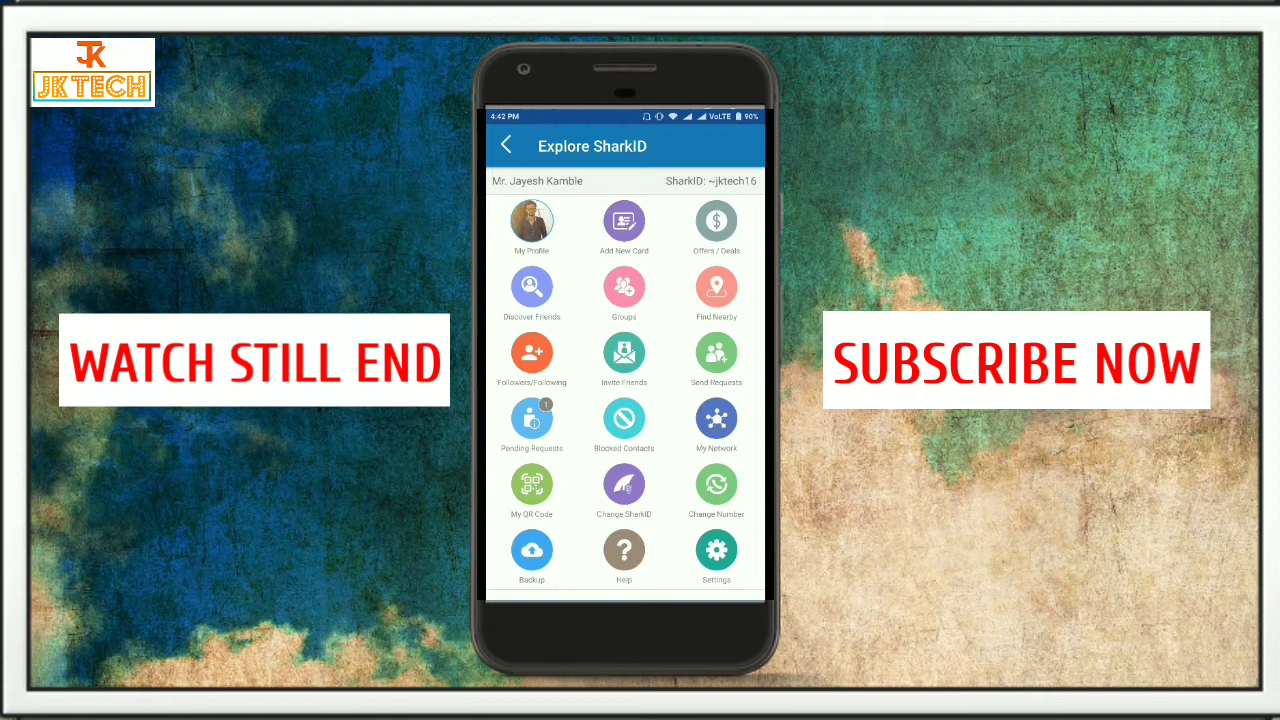 JK
JK TECH
4:42 PM
VoLTE 90%
Explore SharkID
Mr. Jayesh Kamble
SharkID: ~jktech16
My Profile
Add New Card
Offers / Deals
Discover Friends
Groups
Find Nearby
WATCH STILL END
SUBSCRIBE NOW
Followers/Following
Invite Friends
Send Requests
1
Pending Requests
Blocked Contacts
My Network
My QR Code
Change SharkID
Change Number
Backup
Help
Settings